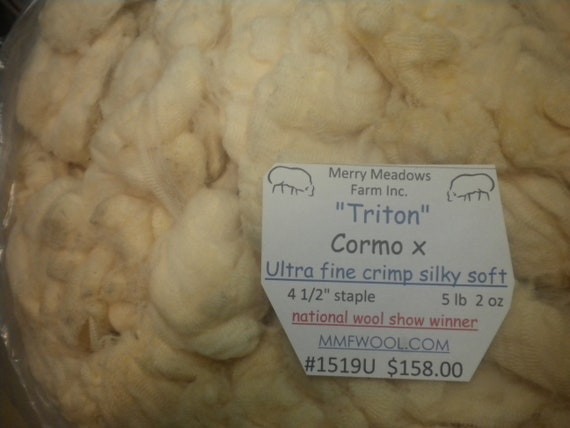 Merry Meadows
Farm Inc.
"Triton"
Cormo x
Ultra fine crimp silky soft
4 1/2" staple 5 lb 2 oz
national wool show winner
MMFWOOL.COM
#1519U $158.00